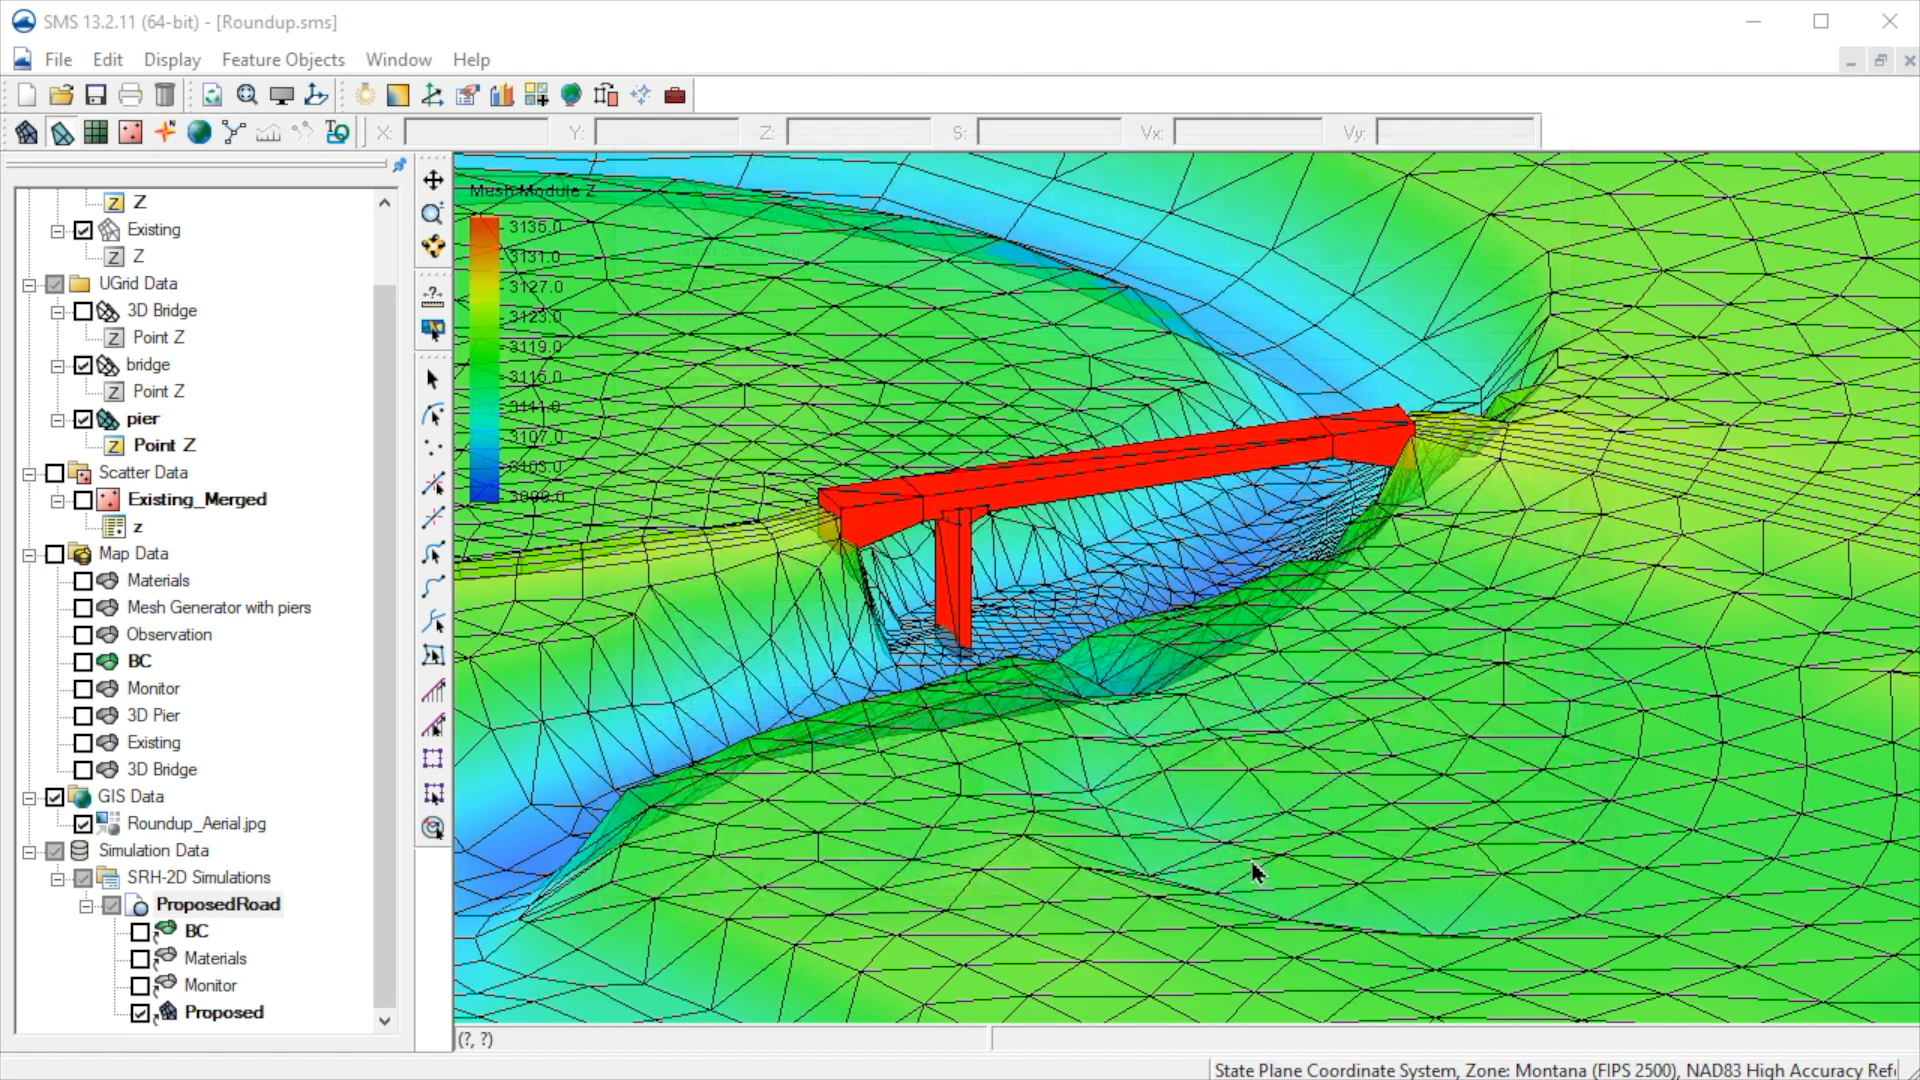 SMS 13.2.11 (64-bit) - [Roundup.sms]
File Edit Display Feature Objects Window Help
X: Y: Z: S: Vx: Vy:
Z
Existing
Z
UGrid Data
3D Bridge
Point Z
bridge
Point Z
pier
Point Z
Scatter Data
Existing_Merged
z
Map Data
Materials
Mesh Generator with piers
Observation
BC
Monitor
3D Pier
Existing
3D Bridge
GIS Data
Roundup_Aerial.jpg
Simulation Data
SRH-2D Simulations
ProposedRoad
BC
Materials
Monitor
Proposed
Mesh Module Z
3135.0
3131.0
3127.0
3123.0
3119.0
3115.0
3111.0
3107.0
3103.0
3099.0
(?, ?)
State Plane Coordinate System, Zone: Montana (FIPS 2500), NAD83 High Accuracy Refe